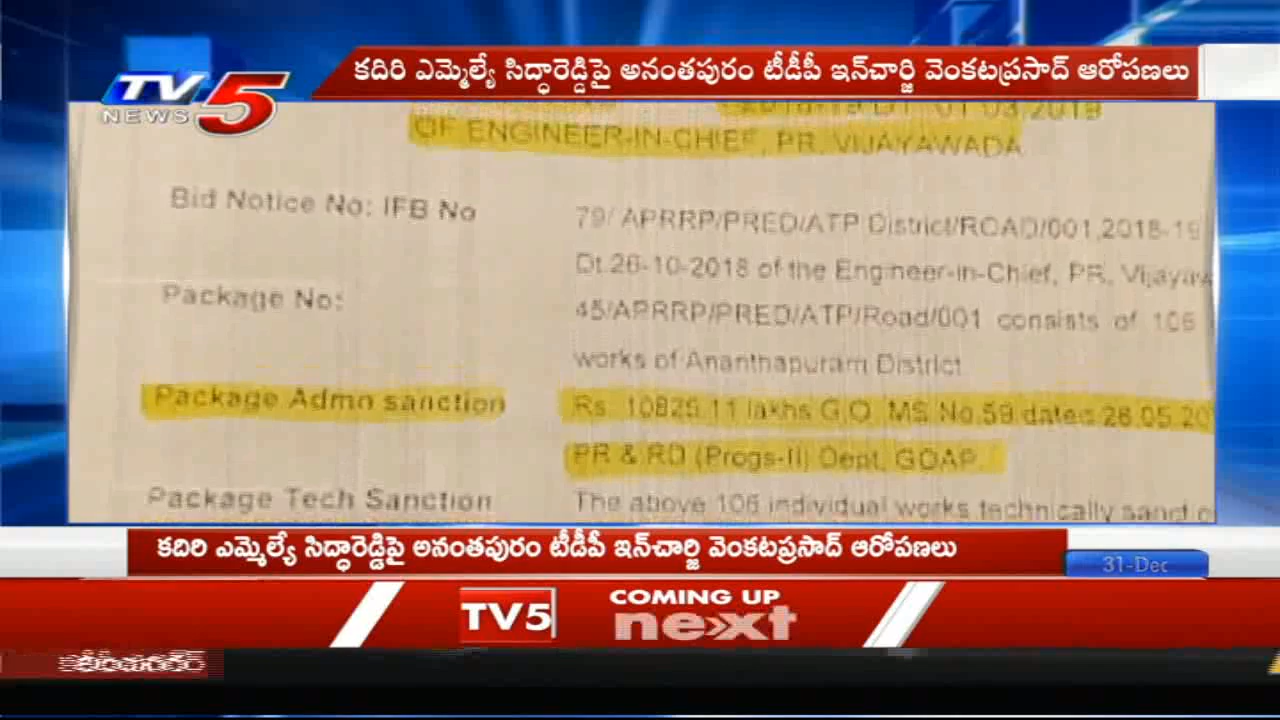 కదిరి ఎమ్మెల్యే సిద్ధారెడ్డిపై అనంతపురం టీడీపీ ఇన్‌చార్జి వెంకటప్రసాద్ ఆరోపణలు
TV5
NEWS
OF ENGINEER-IN-CHIEF, PR, VIJAYAWADA
Bid Notice No: IFB No
79/ APRRP/PRED/ATP District/ROAD/001,2018-19
Dt.26-10-2018 of the Engineer-in-Chief, PR, Vijayaw
Package No:
45/APRRP/PRED/ATP/Road/001 consists of 106
works of Ananthapuram District
Package Admn sanction
Rs. 10825.11 lakhs G.O. MS No.59 dated 26.05.20
PR & RD (Progs-II) Dept, GOAP.
Package Tech Sanction
The above 106 individual works technically sanct
కదిరి ఎమ్మెల్యే సిద్ధారెడ్డిపై అనంతపురం టీడీపీ ఇన్‌చార్జి వెంకటప్రసాద్ ఆరోపణలు
31-Dec
TV5
COMING UP
next